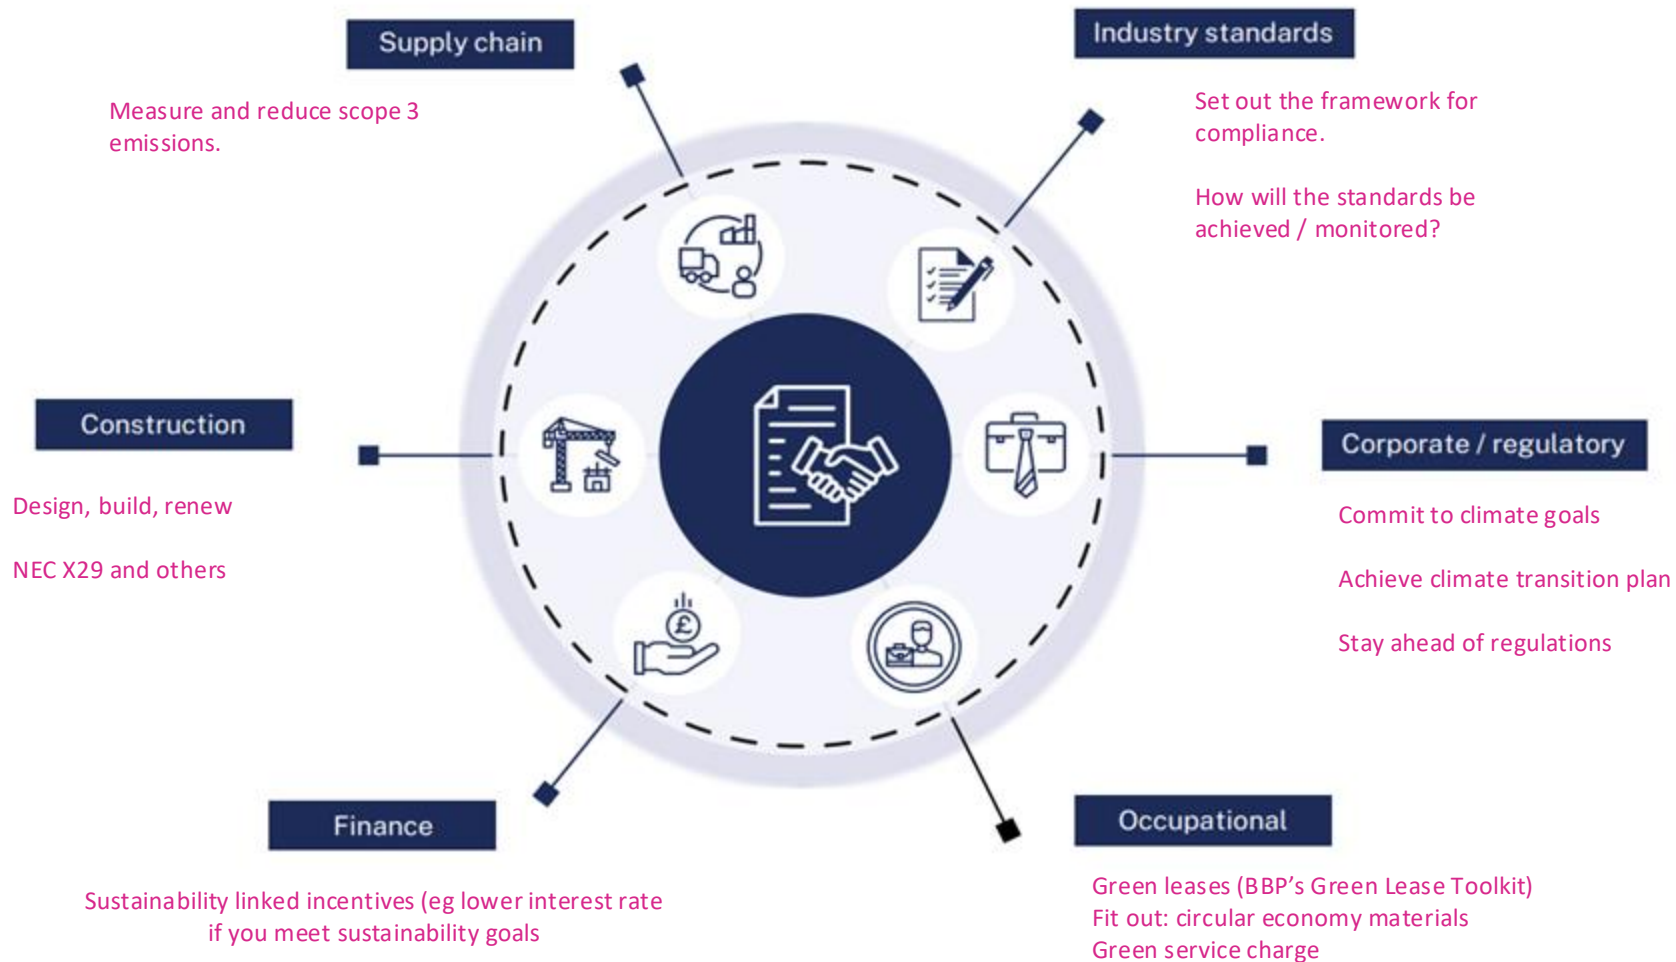 Supply chain
Measure and reduce scope 3
emissions.
Industry standards
Set out the framework for
compliance.
How will the standards be
achieved / monitored?
Construction
Design, build, renew
NEC X29 and others
Corporate / regulatory
Commit to climate goals
Achieve climate transition plan
Stay ahead of regulations
£
Finance
Sustainability linked incentives (eg lower interest rate
if you meet sustainability goals
Occupational
Green leases (BBP’s Green Lease Toolkit)
Fit out: circular economy materials
Green service charge